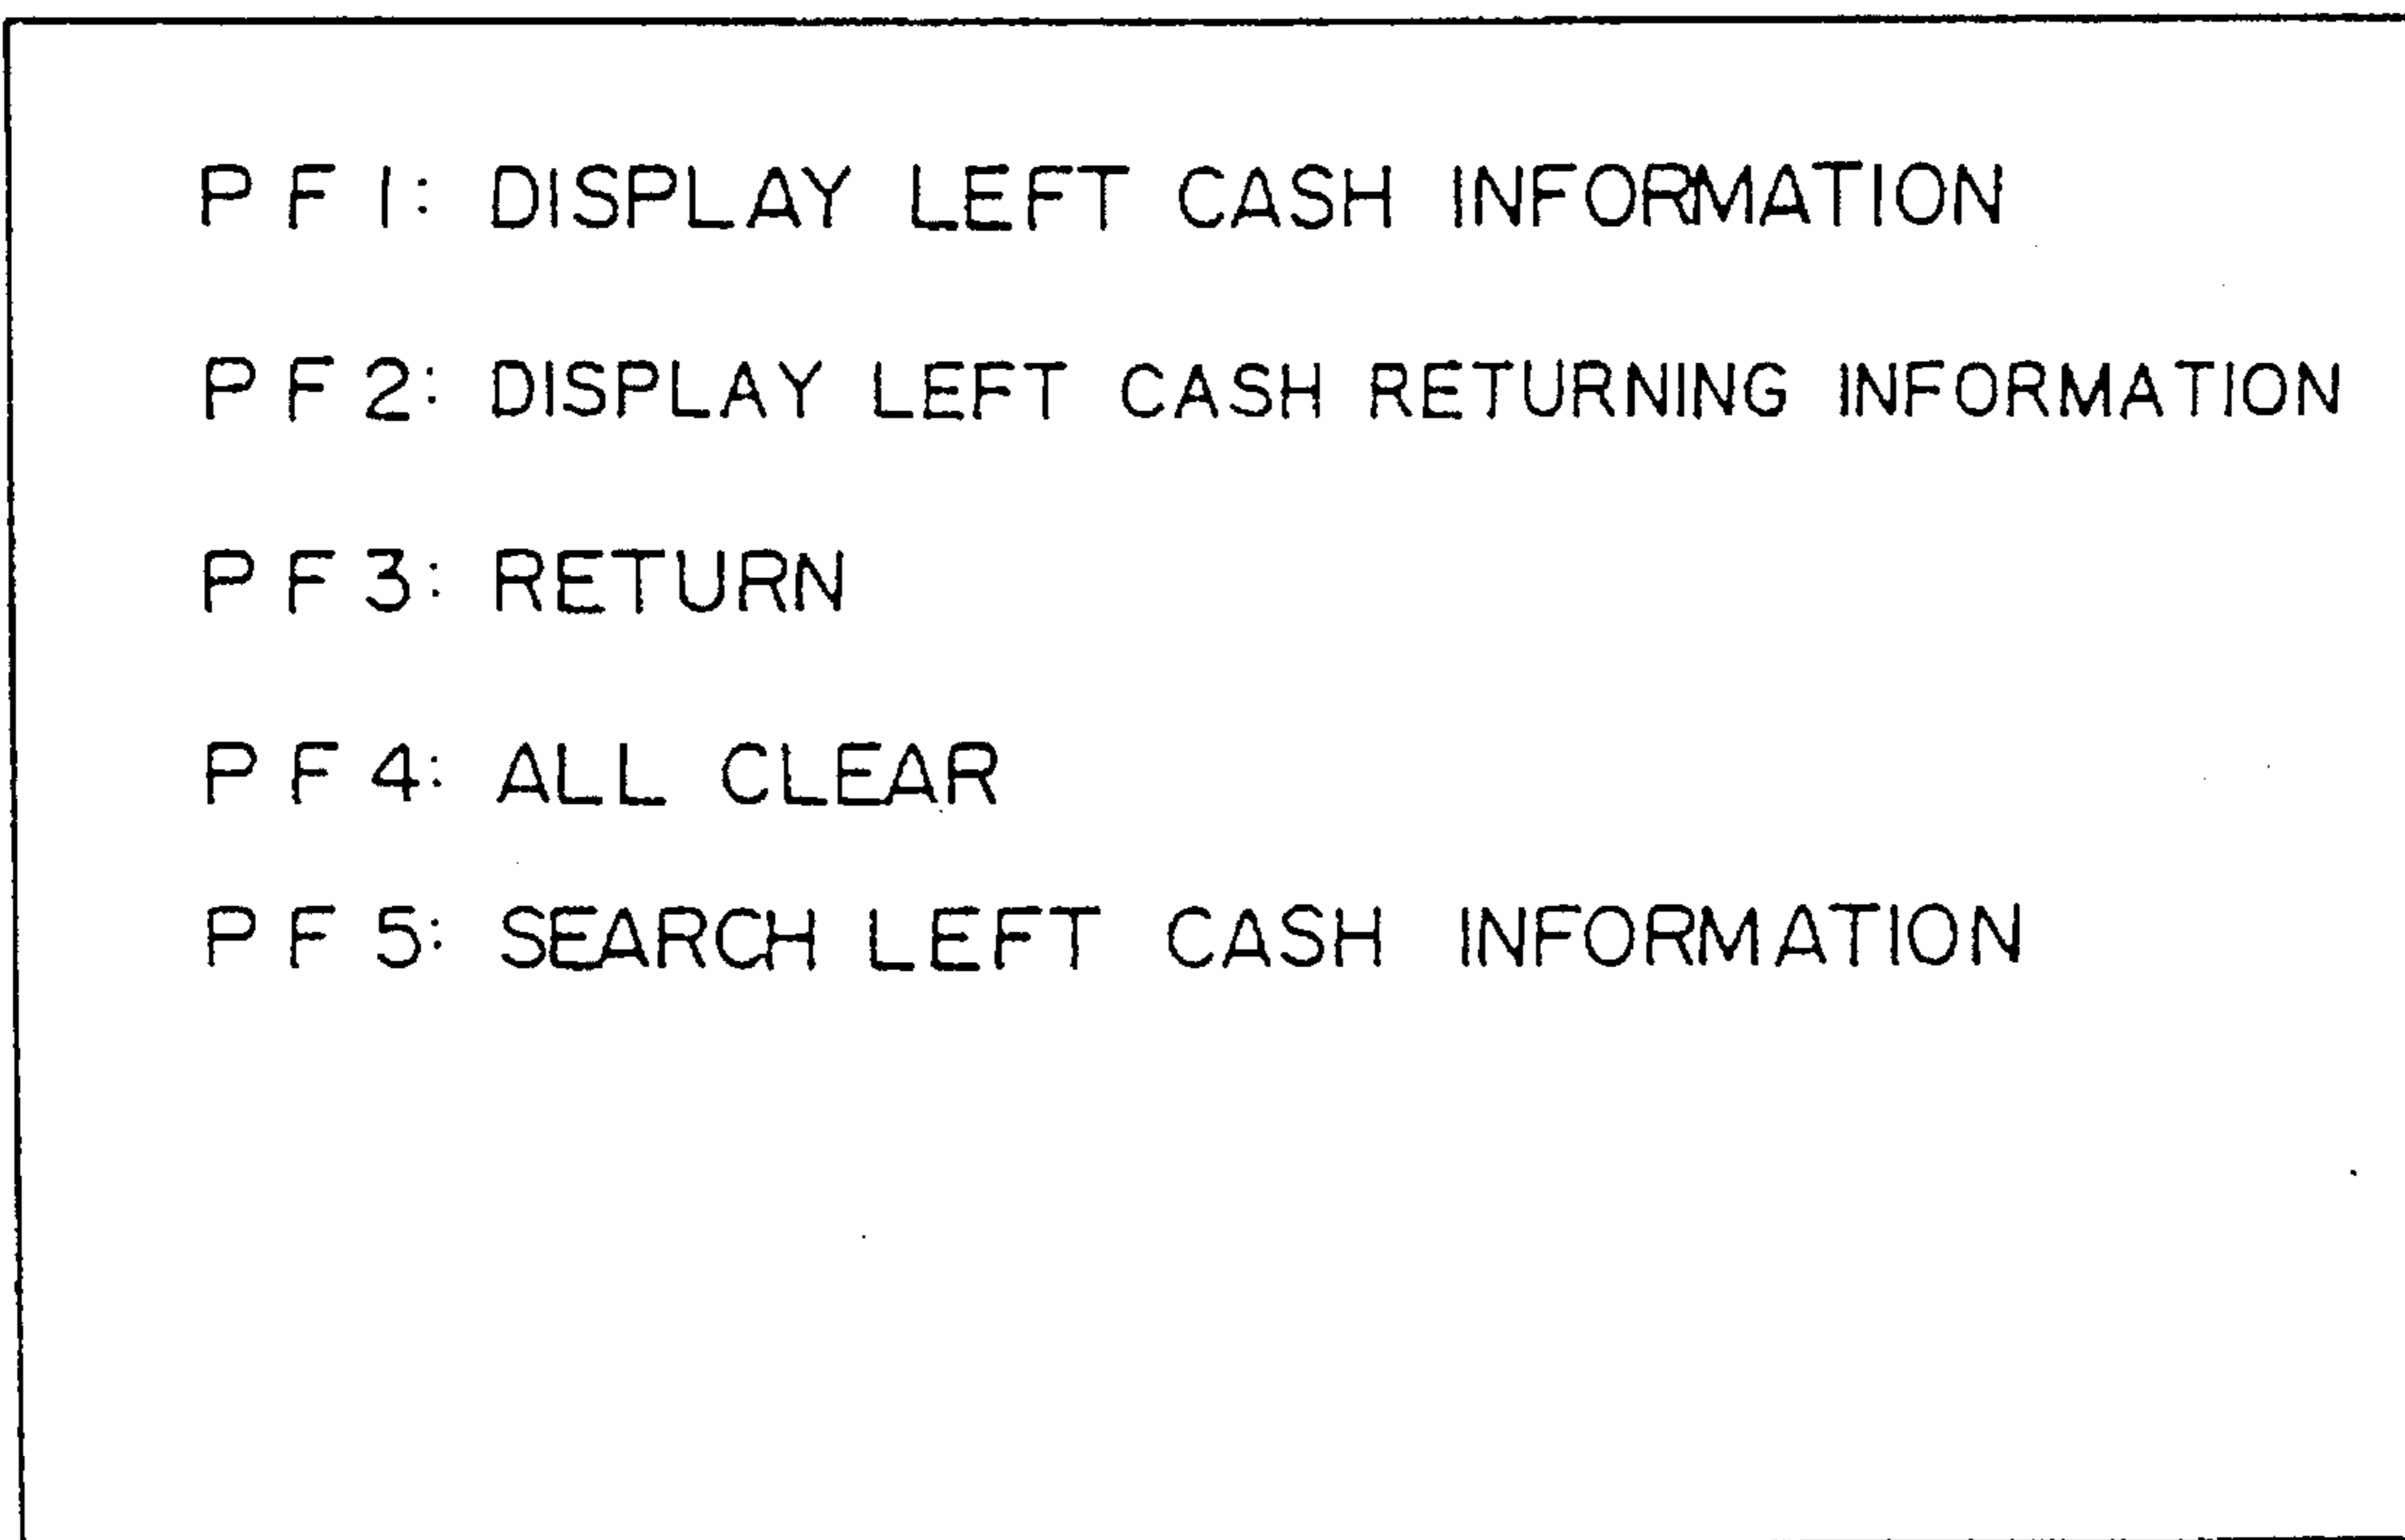 PF1: DISPLAY LEFT CASH INFORMATION
PF2: DISPLAY LEFT CASH RETURNING INFORMATION
PF3: RETURN
PF4: ALL CLEAR
PF5: SEARCH LEFT CASH INFORMATION